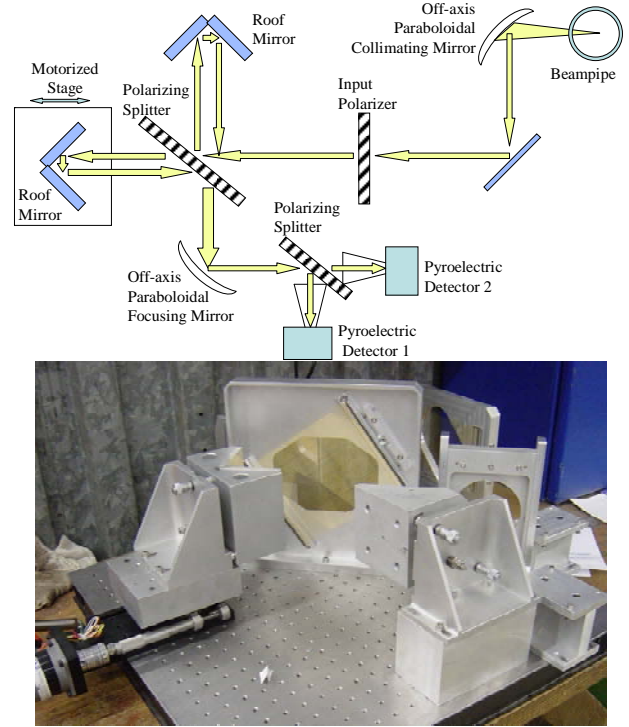 Roof
Mirror
Off-axis
Paraboloidal
Collimating Mirror
Beampipe
Motorized
Stage
Polarizing
Splitter
Input
Polarizer
Roof
Mirror
Polarizing
Splitter
Off-axis
Paraboloidal
Focusing Mirror
Pyroelectric
Detector 2
Pyroelectric
Detector 1